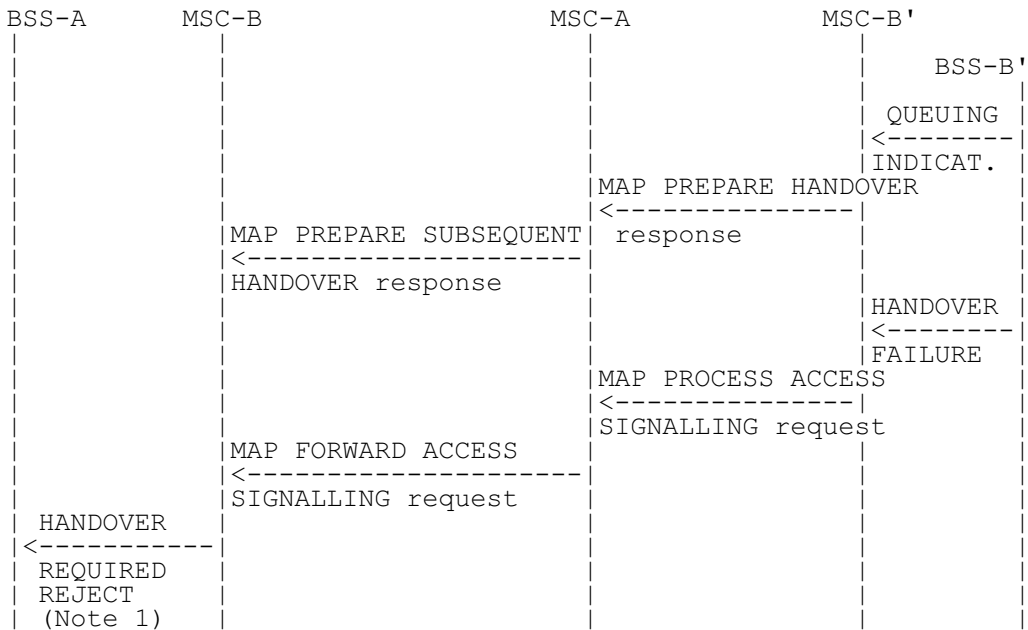 BSS-A MSC-B MSC-A MSC-B'
BSS-B'
QUEUING
INDICAT.
MAP PREPARE HANDOVER
MAP PREPARE SUBSEQUENT response
HANDOVER response
HANDOVER
FAILURE
MAP PROCESS ACCESS
SIGNALLING request
MAP FORWARD ACCESS
SIGNALLING request
HANDOVER
REQUIRED
REJECT
(Note 1)